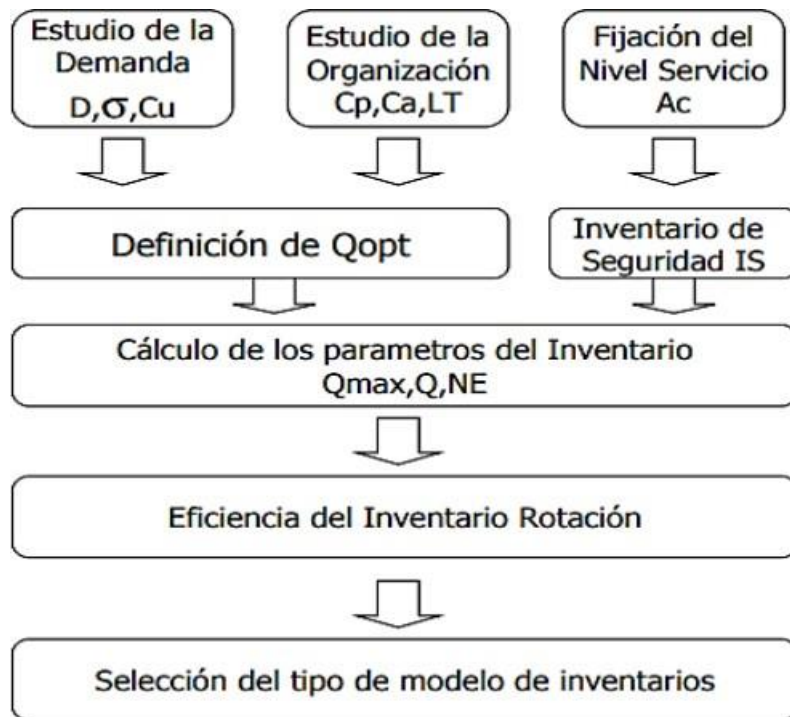 Estudio de la
Demanda
D,σ,Cu
Estudio de la
Organización
Cp,Ca,LT
Fijación del
Nivel Servicio
Ac
Definición de Qopt
Inventario de
Seguridad IS
Cálculo de los parametros del Inventario
Qmax,Q,NE
Eficiencia del Inventario Rotación
Selección del tipo de modelo de inventarios